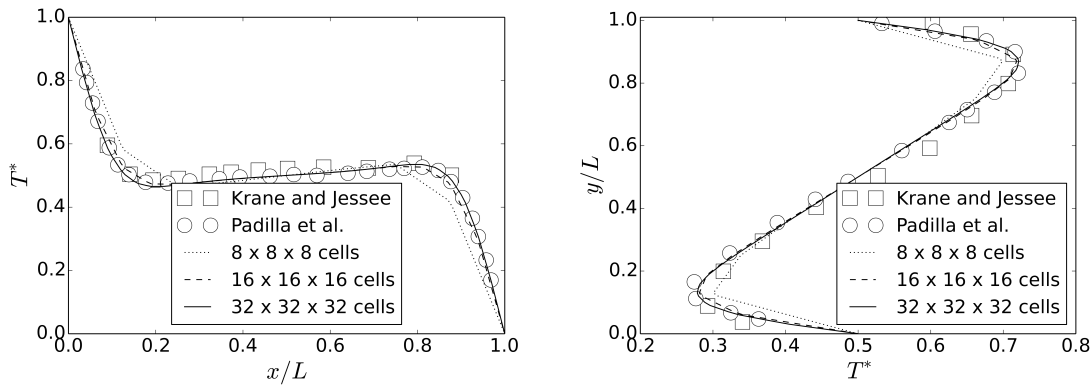 1.0
0.8
0.6
0.4
0.2
0.0
T*
0.0 0.2 0.4 0.6 0.8 1.0
x/L
Krane and Jessee
Padilla et al.
8 x 8 x 8 cells
16 x 16 x 16 cells
32 x 32 x 32 cells
1.0
0.8
0.6
0.4
0.2
0.0
y/L
0.2 0.3 0.4 0.5 0.6 0.7 0.8
T*
Krane and Jessee
Padilla et al.
8 x 8 x 8 cells
16 x 16 x 16 cells
32 x 32 x 32 cells